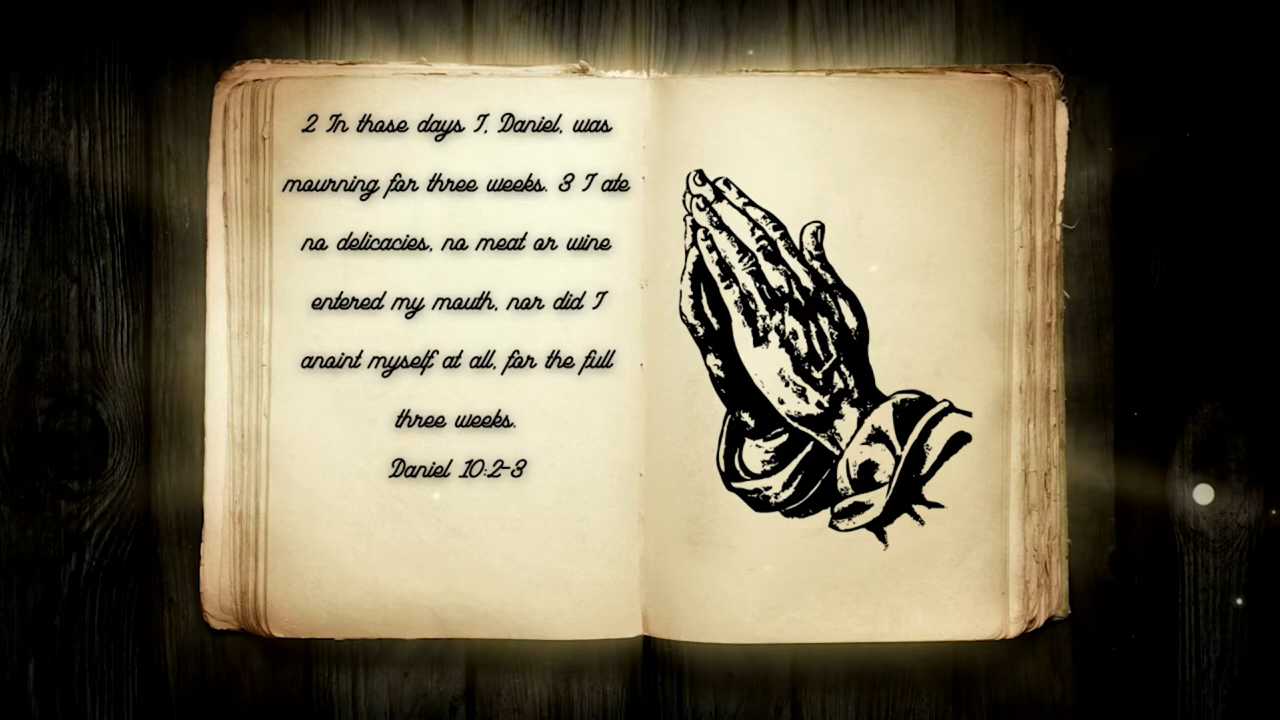 2 In those days I, Daniel, was
mourning for three weeks. 3 I ate
no delicacies, no meat or wine
entered my mouth, nor did I
anoint myself at all, for the full
three weeks.
Daniel 10:2-3